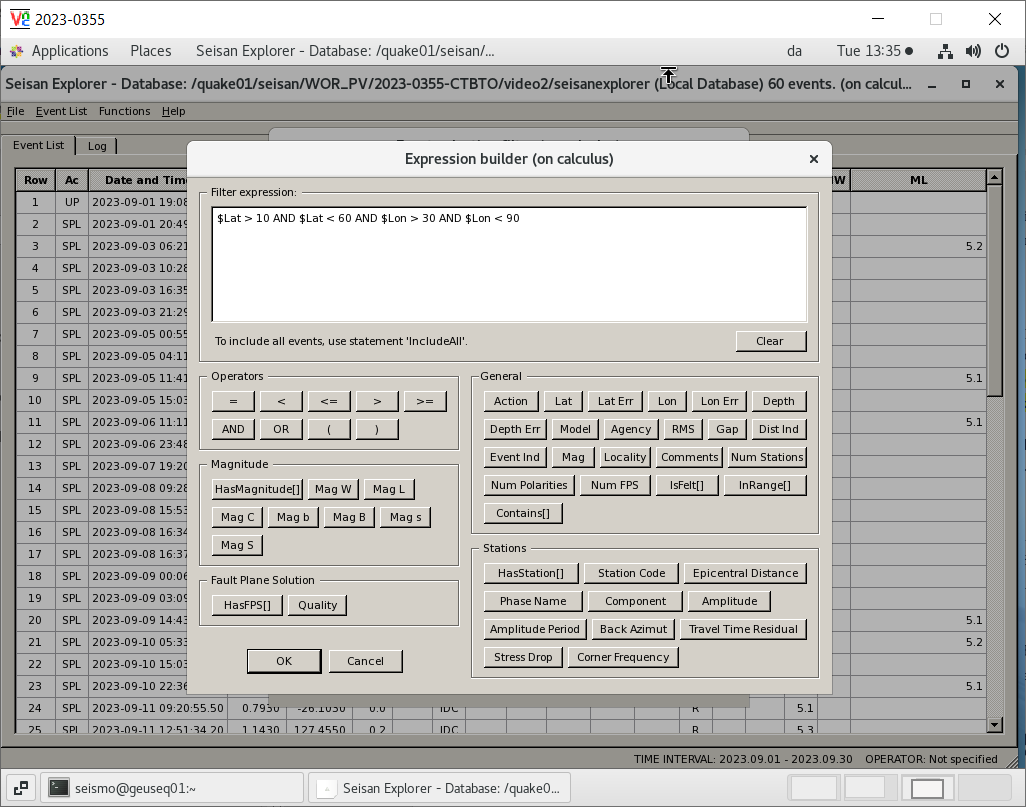 2023-0355
Applications Places Seisan Explorer - Database: /quake01/seisan/... da Tue 13:35
Seisan Explorer - Database: /quake01/seisan/WOR_PV/2023-0355-CTBTO/video2/seisanexplorer (Local Database) 60 events. (on calcul...
File Event List Functions Help
Event List Log
Expression builder (on calculus)
Row Ac Date and Time ML
1 UP 2023-09-01 19:08
2 SPL 2023-09-01 20:49
3 SPL 2023-09-03 06:21 5.2
4 SPL 2023-09-03 10:28
5 SPL 2023-09-03 16:35
6 SPL 2023-09-03 21:29
7 SPL 2023-09-05 00:55
8 SPL 2023-09-05 04:11
9 SPL 2023-09-05 11:41 5.1
10 SPL 2023-09-05 15:03
11 SPL 2023-09-06 11:11 5.1
12 SPL 2023-09-06 23:48
13 SPL 2023-09-07 19:20
14 SPL 2023-09-08 09:28
15 SPL 2023-09-08 15:53
16 SPL 2023-09-08 16:34
17 SPL 2023-09-08 16:37
18 SPL 2023-09-09 00:06
19 SPL 2023-09-09 03:09
20 SPL 2023-09-09 14:43 5.1
21 SPL 2023-09-10 05:33 5.2
22 SPL 2023-09-10 15:03
23 SPL 2023-09-10 22:36 5.1
24 SPL 2023-09-11 09:20:55.50 0.7930 -26.1030 0.0 IDC R 5.1
25 SPL 2023-09-11 12:51:34.20 1.1430 127.4550 0.2 IDC R 5.3
Filter expression:
$Lat > 10 AND $Lat < 60 AND $Lon > 30 AND $Lon < 90
To include all events, use statement 'IncludeAll'.
Clear
Operators
= < <= > >=
AND OR ( )
Magnitude
HasMagnitude[] Mag W Mag L
Mag C Mag b Mag B Mag s
Mag S
Fault Plane Solution
HasFPS[] Quality
OK Cancel
General
Action Lat Lat Err Lon Lon Err Depth
Depth Err Model Agency RMS Gap Dist Ind
Event Ind Mag Locality Comments Num Stations
Num Polarities Num FPS IsFelt[] InRange[]
Contains[]
Stations
HasStation[] Station Code Epicentral Distance
Phase Name Component Amplitude
Amplitude Period Back Azimut Travel Time Residual
Stress Drop Corner Frequency
TIME INTERVAL: 2023.09.01 - 2023.09.30 OPERATOR: Not specified
seismo@geuseq01:~ Seisan Explorer - Database: /quake0...